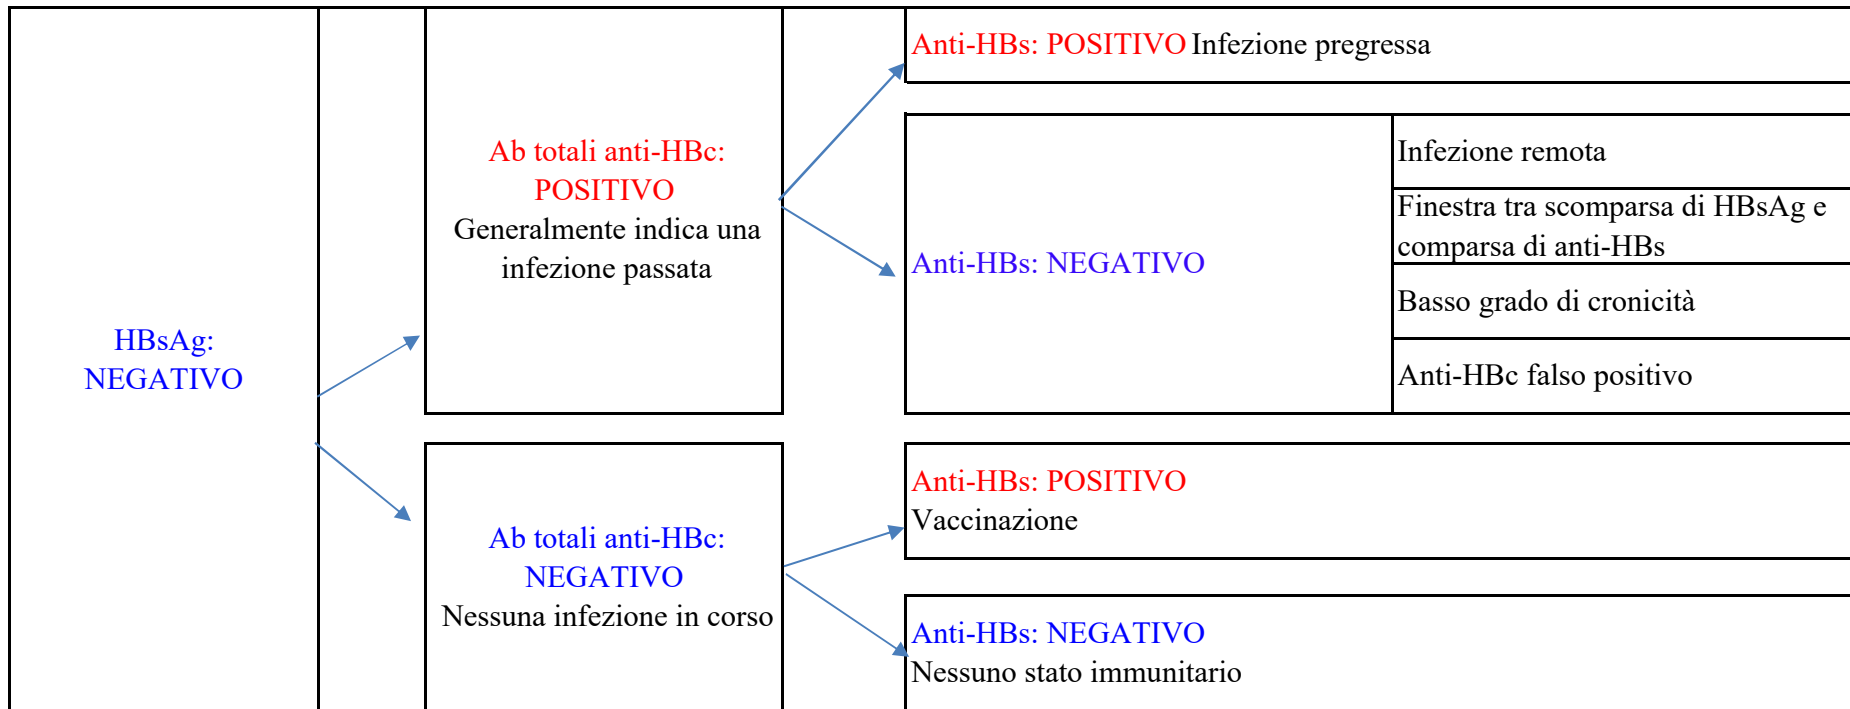 HBsAg:
NEGATIVO
Ab totali anti-HBc:
POSITIVO
Generalmente indica una
infezione passata
Anti-HBs: POSITIVO Infezione pregressa
Anti-HBs: NEGATIVO
Infezione remota
Finestra tra scomparsa di HBsAg e
comparsa di anti-HBs
Basso grado di cronicità
Anti-HBc falso positivo
Ab totali anti-HBc:
NEGATIVO
Nessuna infezione in corso
Anti-HBs: POSITIVO
Vaccinazione
Anti-HBs: NEGATIVO
Nessuno stato immunitario